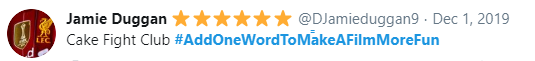 Jamie Duggan ⭐⭐⭐⭐⭐⭐ @DJamieduggan9 · Dec 1, 2019
Cake Fight Club #AddOneWordToMakeAFilmMoreFun